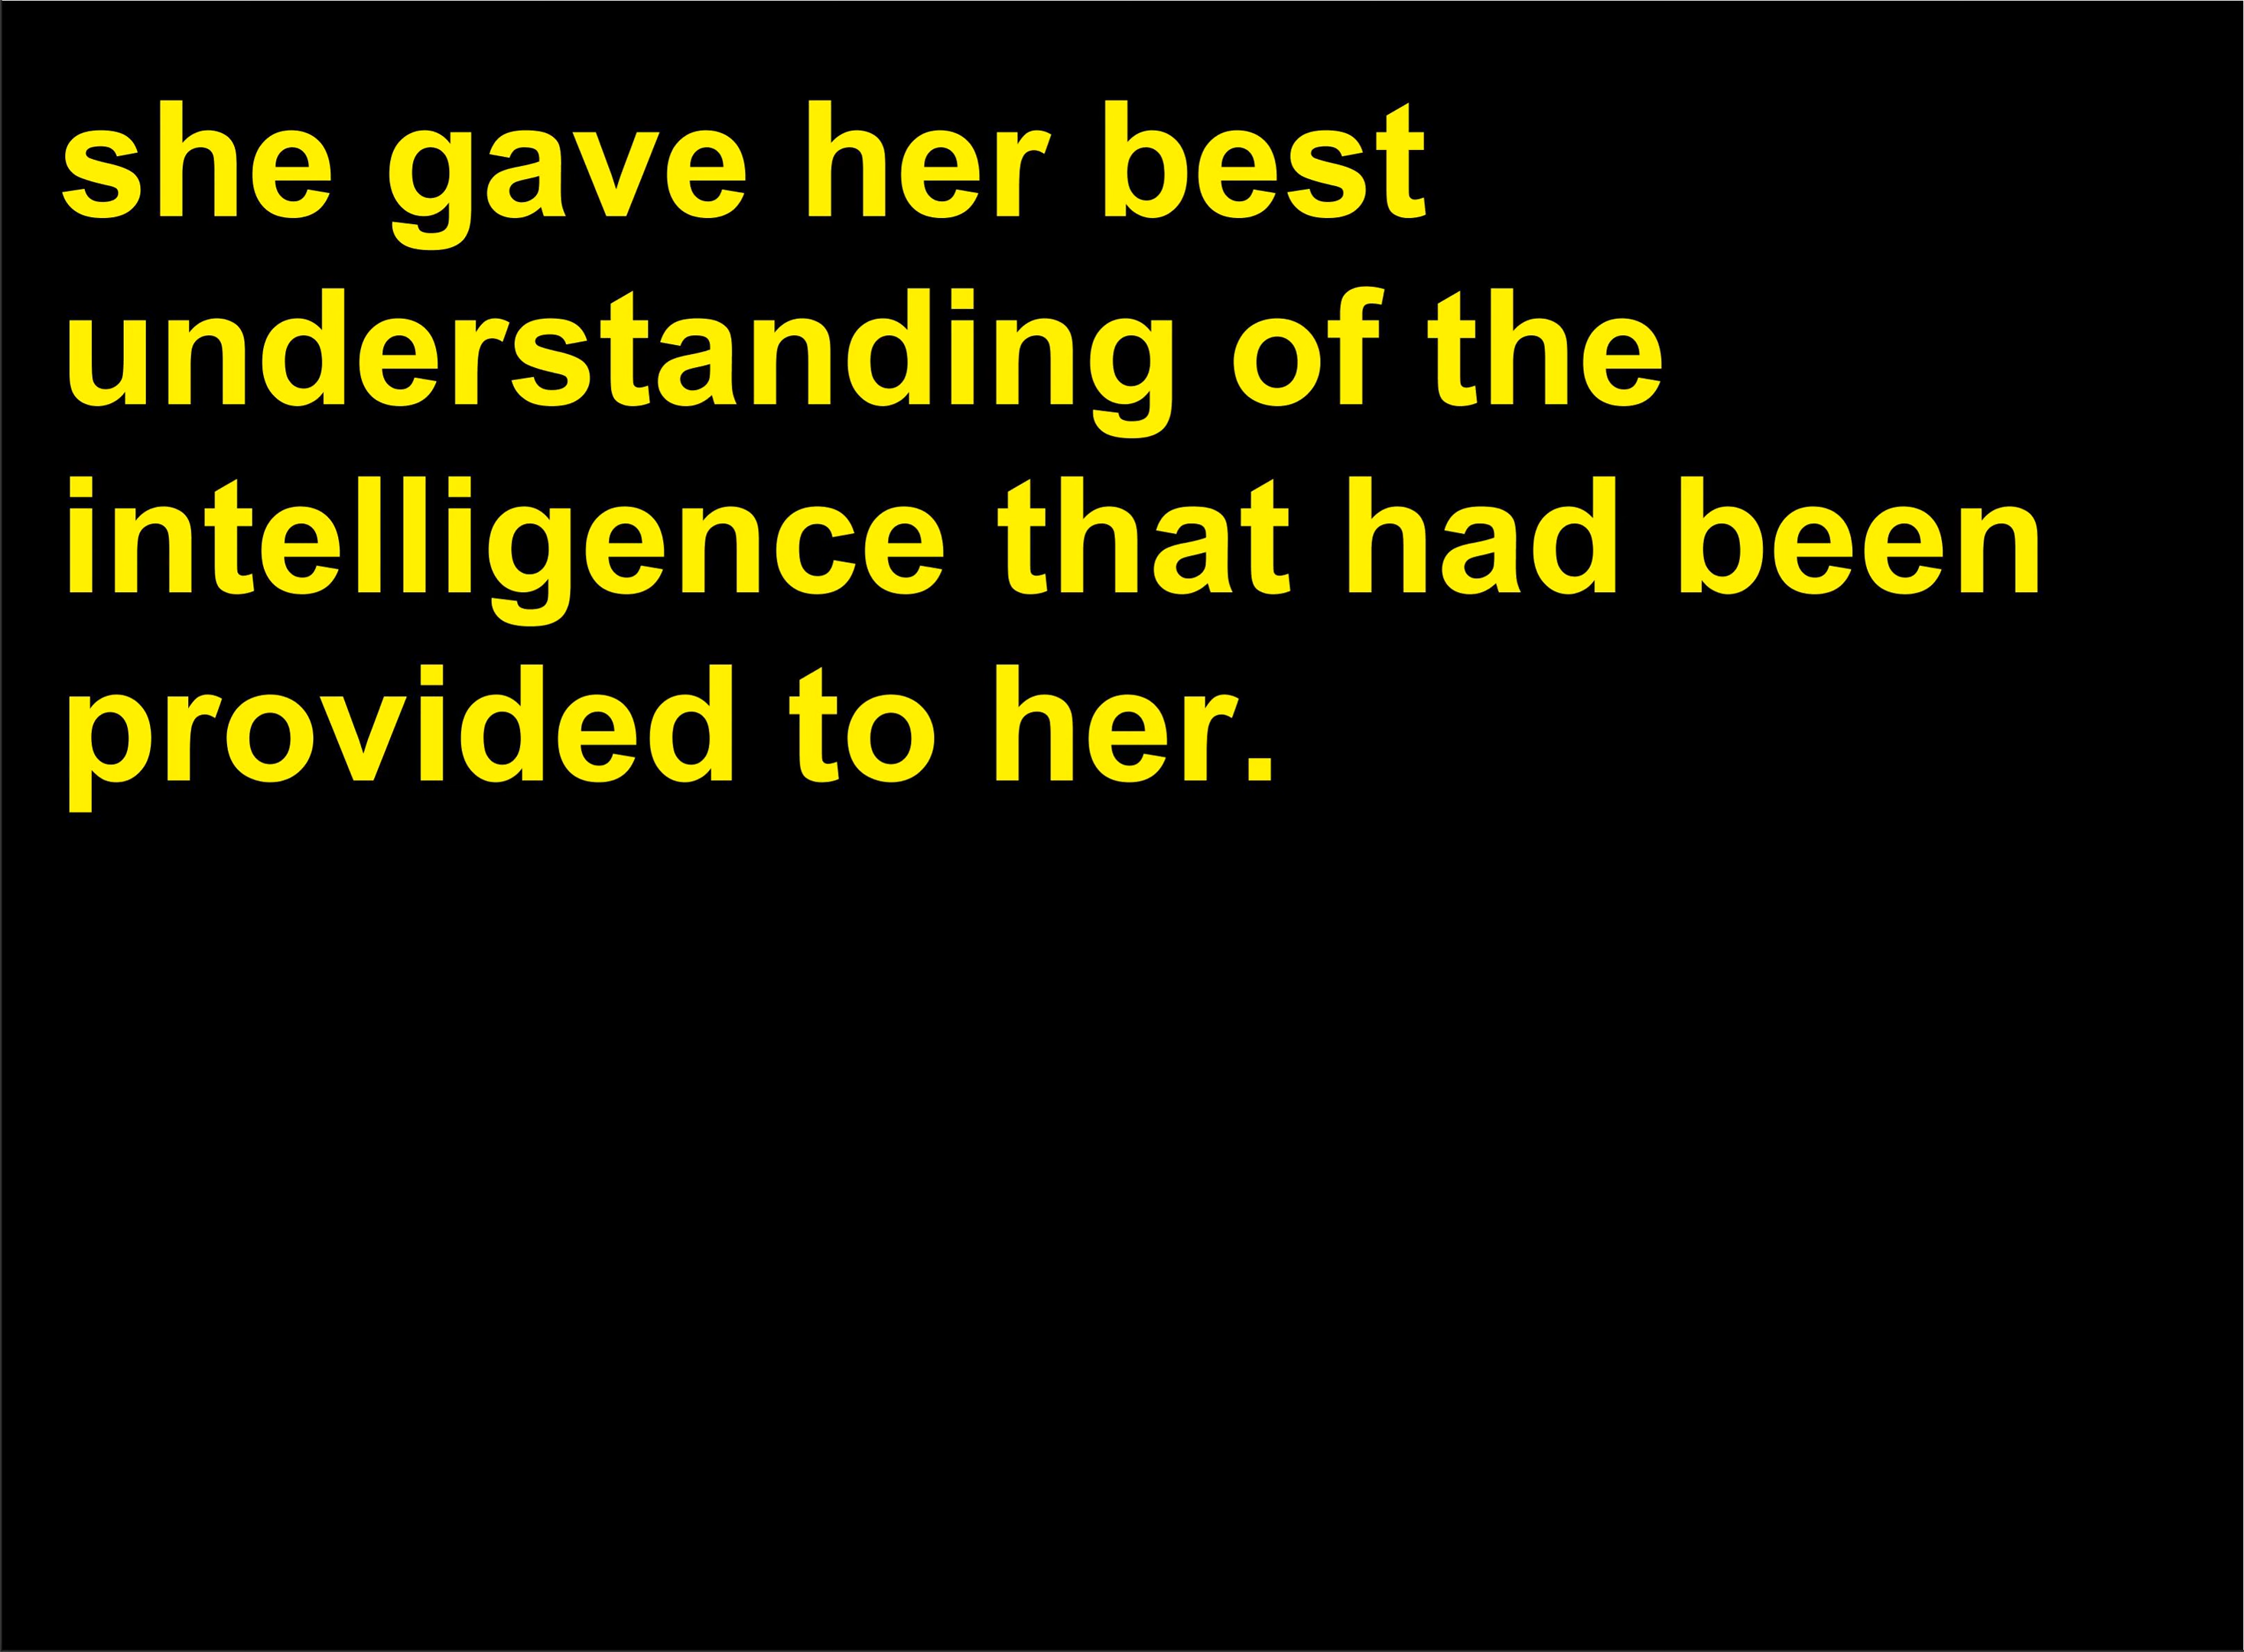 she gave her best
understanding of the
intelligence that had been
provided to her.